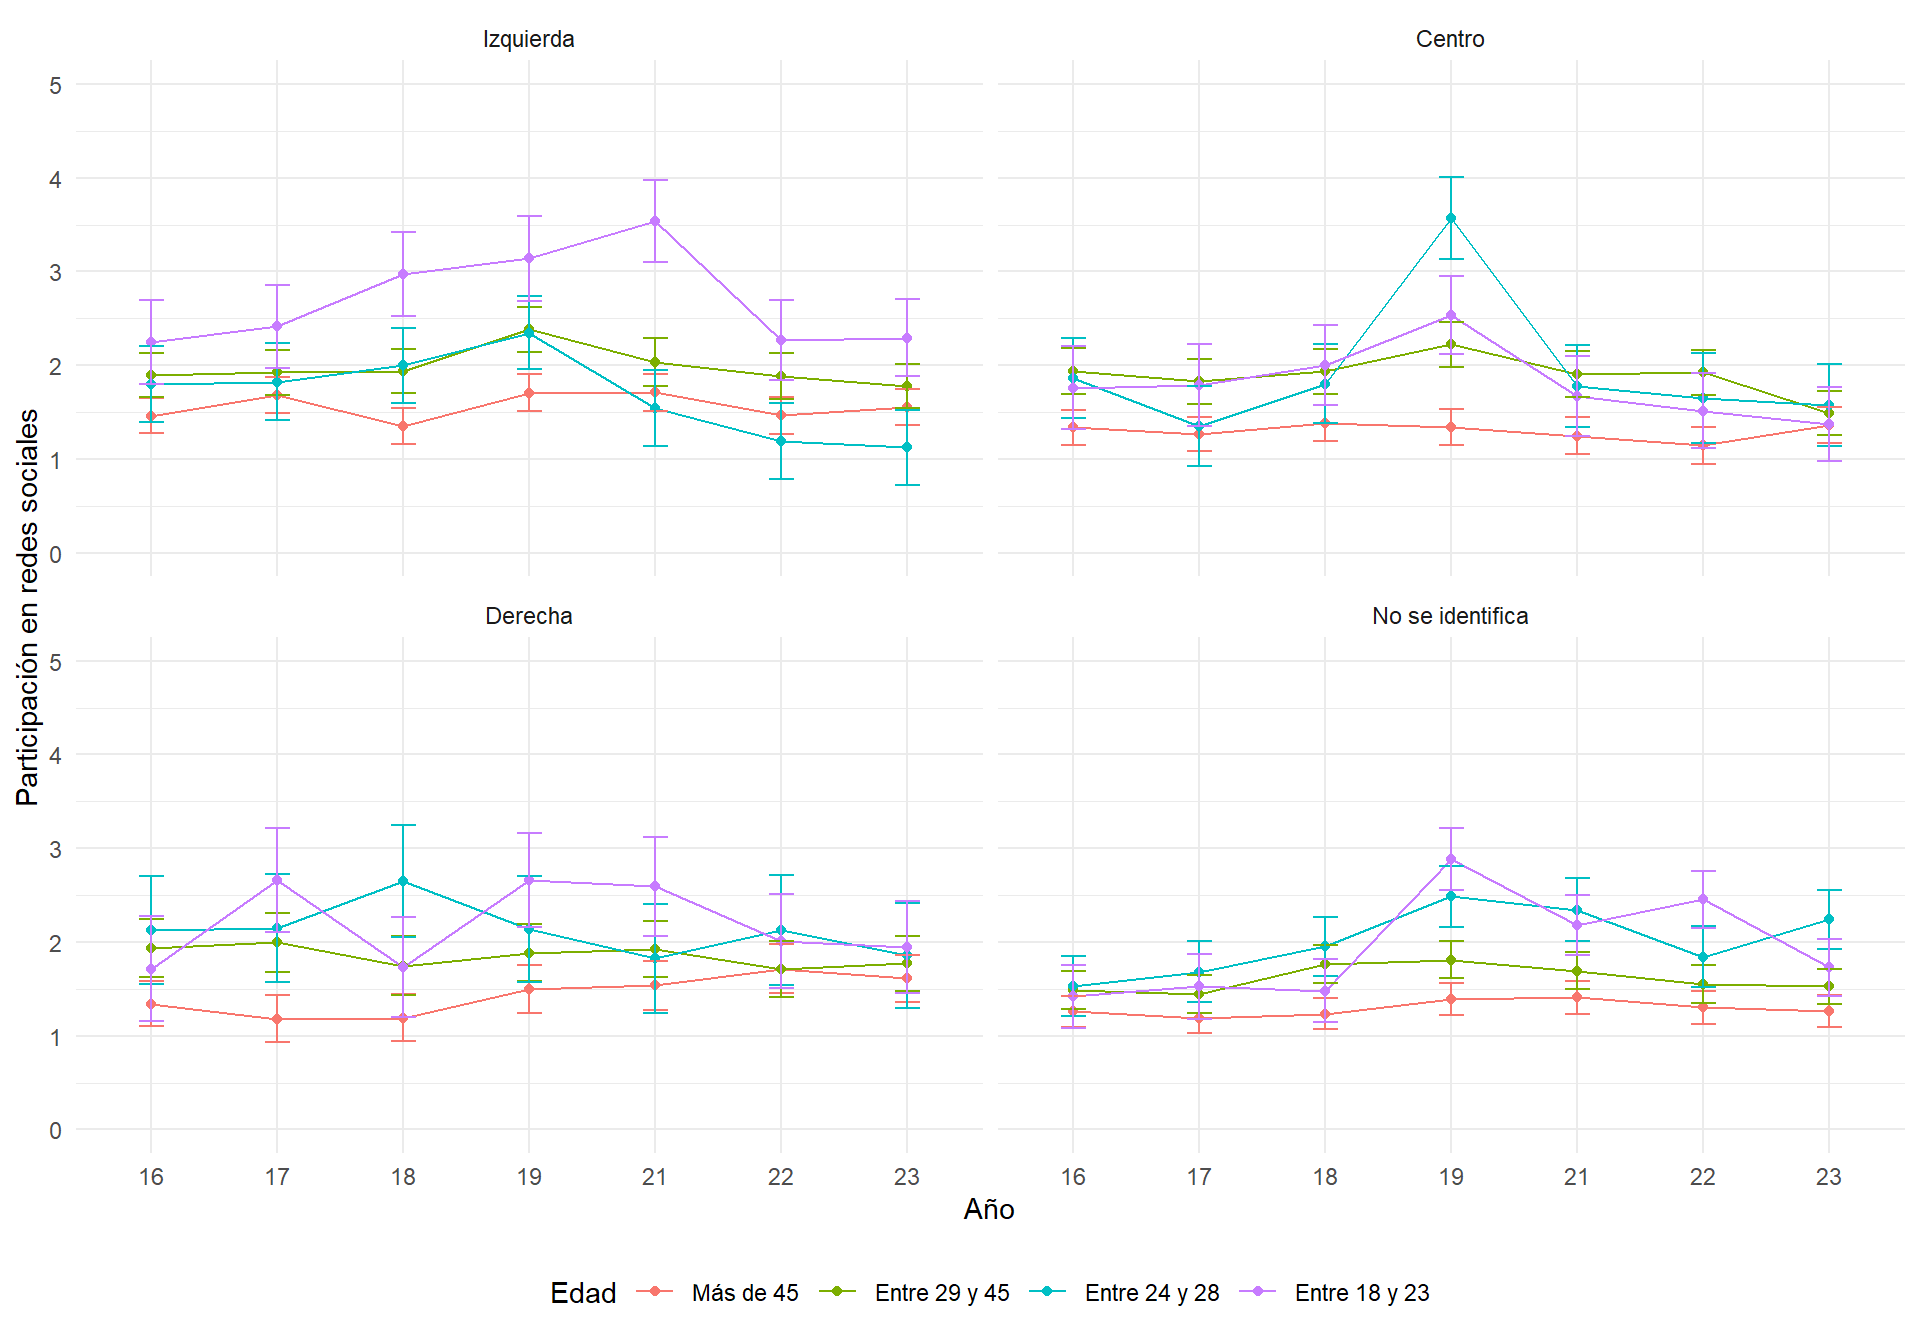 Izquierda
Centro
5
4
3
2
1
0
Participación en redes sociales
Derecha
No se identifica
5
4
3
2
1
0
16 17 18 19 21 22 23
16 17 18 19 21 22 23
Año
Edad Más de 45 Entre 29 y 45 Entre 24 y 28 Entre 18 y 23